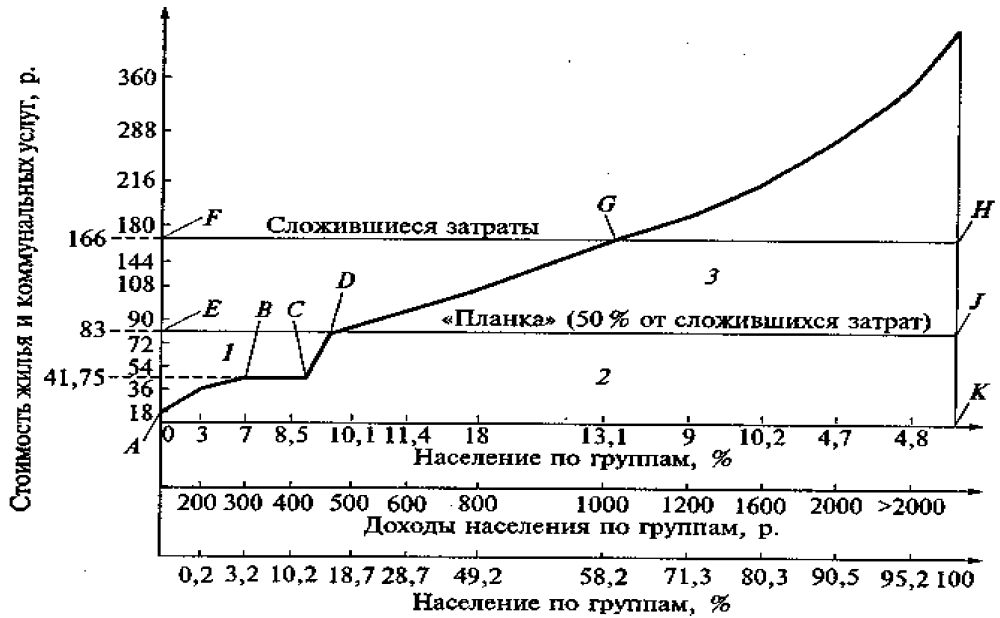 Стоимость жилья и коммунальных услуг, р.
360
288
216
180
F
Сложившиеся затраты
G
H
166
144
108
E
B
C
D
3
J
90
83
«Планка» (50 % от сложившихся затрат)
72
1
54
41,75
2
36
K
18
A
0 3 7 8,5 10,1 11,4 18 13,1 9 10,2 4,7 4,8
Население по группам, %
200 300 400 500 600 800 1000 1200 1600 2000 >2000
Доходы населения по группам, р.
0,2 3,2 10,2 18,7 28,7 49,2 58,2 71,3 80,3 90,5 95,2 100
Население по группам, %